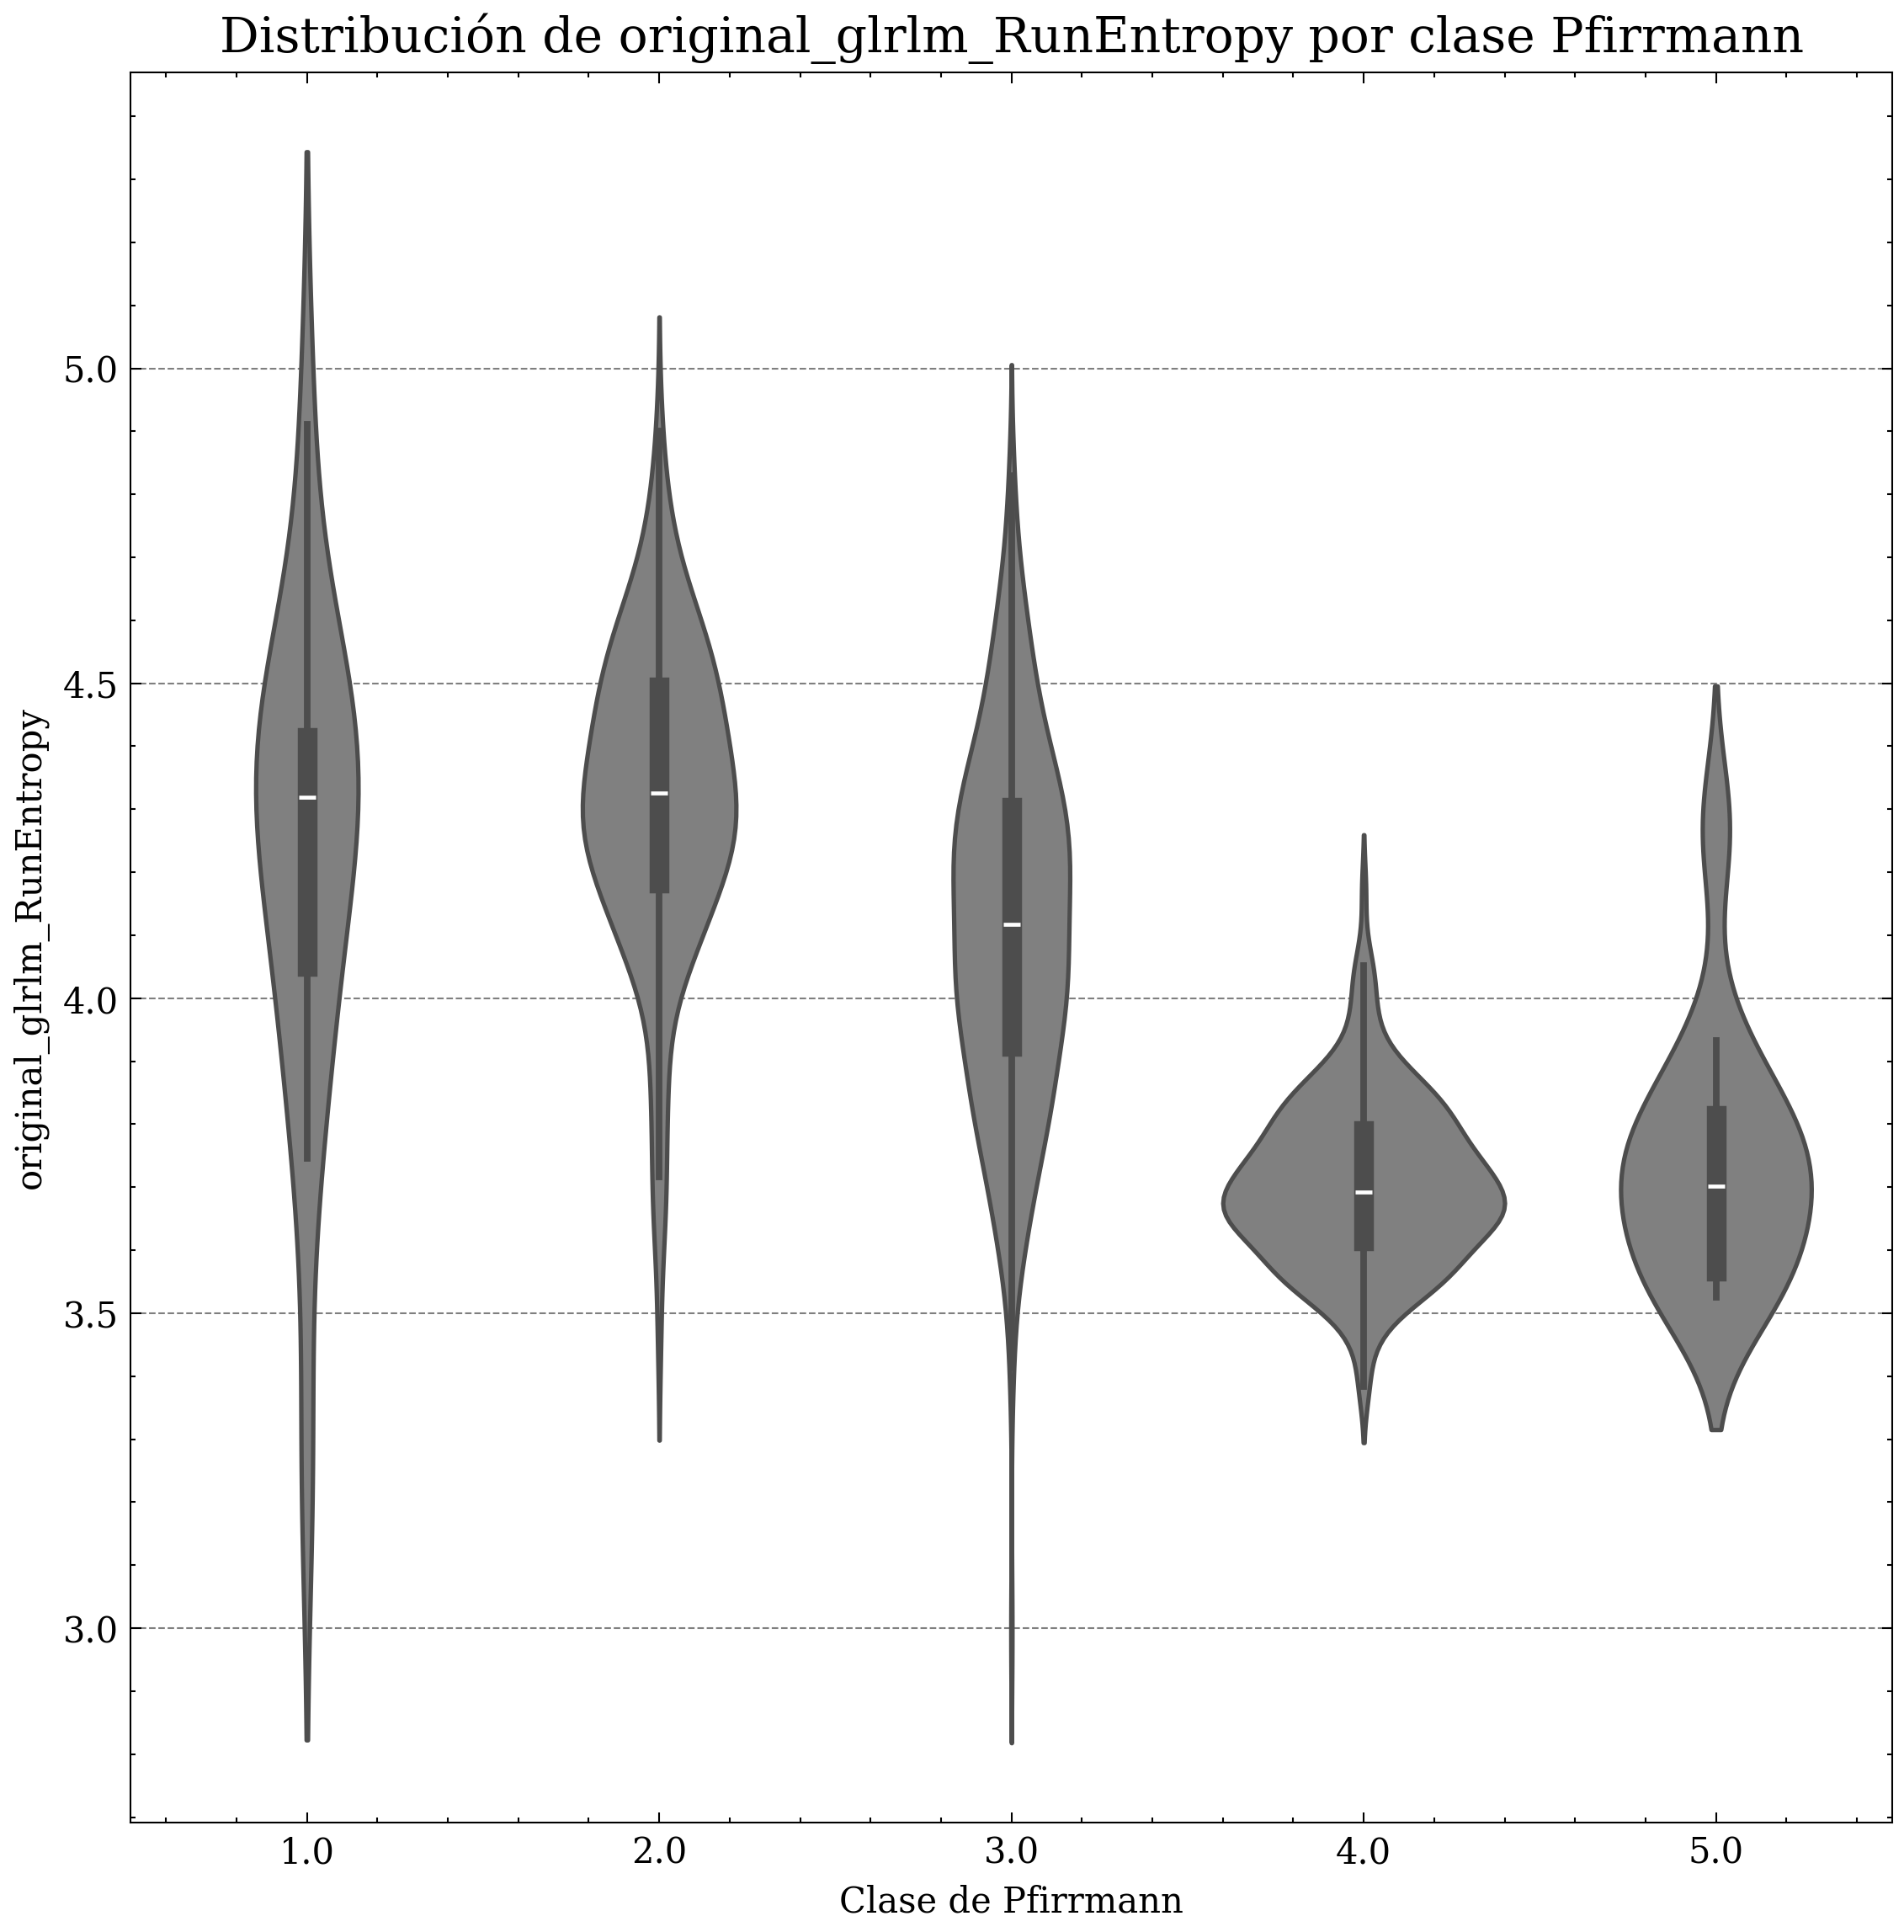 Distribución de original_glrlm_RunEntropy por clase Pfirrmann
original_glrlm_RunEntropy
5.0
4.5
4.0
3.5
3.0
1.0 2.0 3.0 4.0 5.0
Clase de Pfirrmann